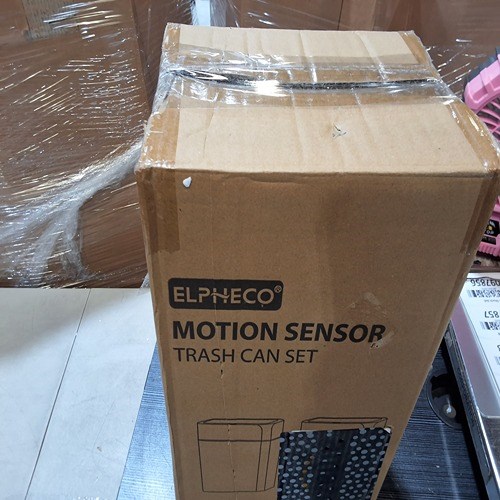 ELPHECO®
MOTION SENSOR
TRASH CAN SET